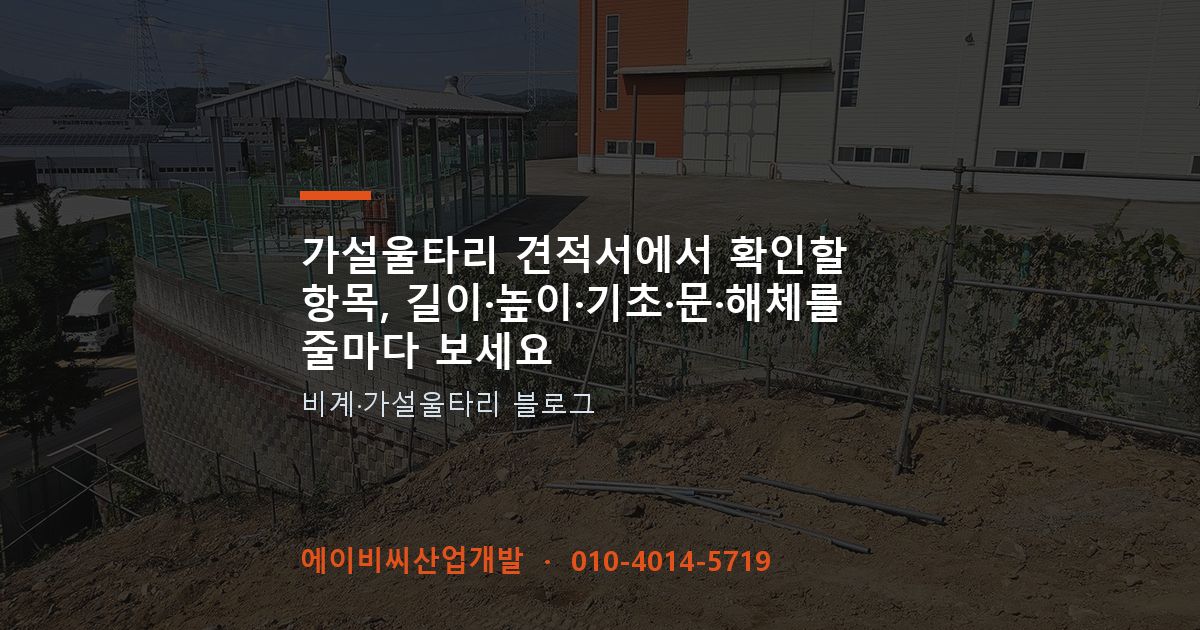 가설울타리 견적서에서 확인할
항목, 길이·높이·기초·문·해체를
줄마다 보세요
비계·가설울타리 블로그
에이비씨산업개발 · 010-4014-5719